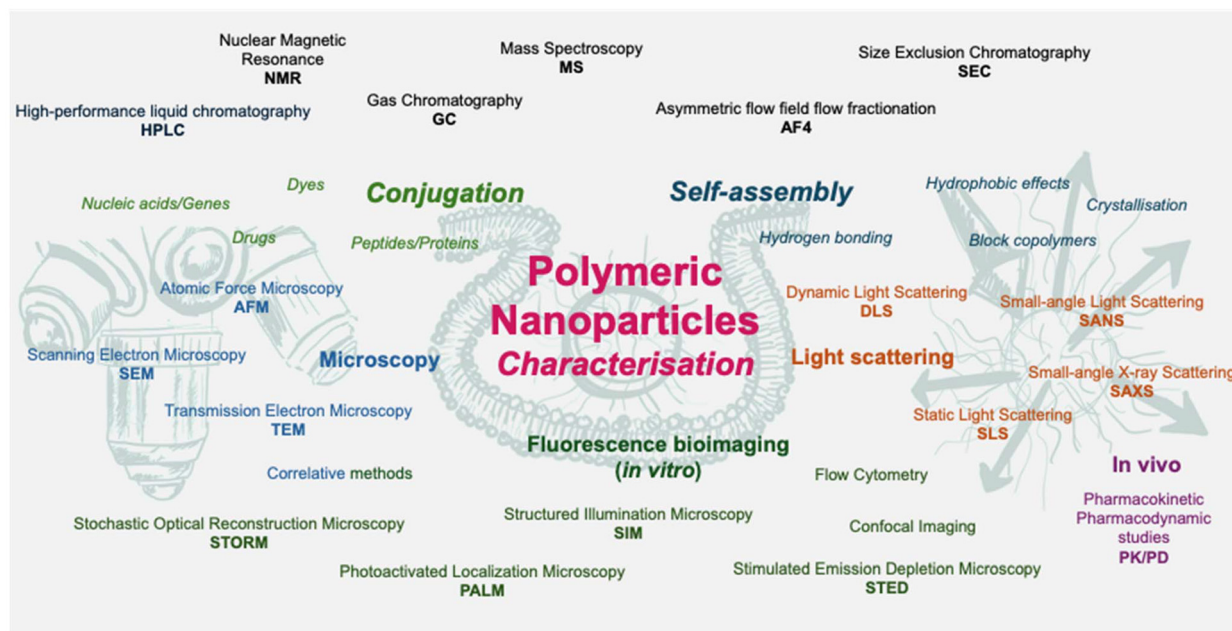 Nuclear Magnetic
Resonance
NMR
Mass Spectroscopy
MS
Size Exclusion Chromatography
SEC
High-performance liquid chromatography
HPLC
Gas Chromatography
GC
Asymmetric flow field flow fractionation
AF4
Dyes
Nucleic acids/Genes
Drugs
Conjugation
Peptides/Proteins
Self-assembly
Hydrogen bonding
Hydrophobic effects
Crystallisation
Block copolymers
Polymeric
Nanoparticles
Characterisation
Atomic Force Microscopy
AFM
Scanning Electron Microscopy
SEM
Microscopy
Transmission Electron Microscopy
TEM
Correlative methods
Dynamic Light Scattering
DLS
Small-angle Light Scattering
SANS
Light scattering
Small-angle X-ray Scattering
SAXS
Static Light Scattering
SLS
Fluorescence bioimaging
(in vitro)
Flow Cytometry
In vivo
Pharmacokinetic
Pharmacodynamic
studies
PK/PD
Stochastic Optical Reconstruction Microscopy
STORM
Structured Illumination Microscopy
SIM
Confocal Imaging
Photoactivated Localization Microscopy
PALM
Stimulated Emission Depletion Microscopy
STED